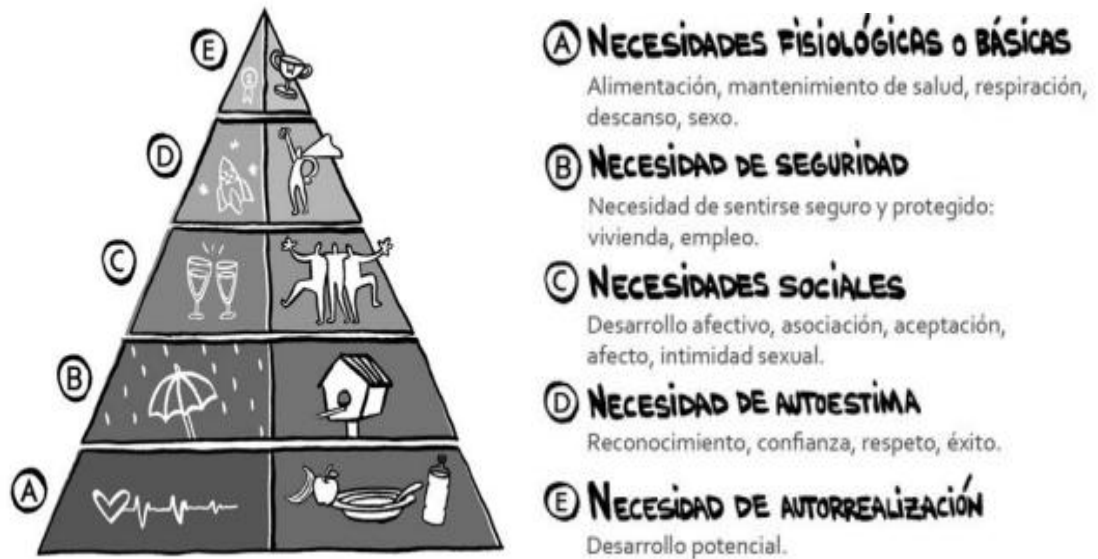 E
D
C
B
A
A NECESIDADES FISIOLÓGICAS O BÁSICAS
Alimentación, mantenimiento de salud, respiración,
descanso, sexo.
B NECESIDAD DE SEGURIDAD
Necesidad de sentirse seguro y protegido:
vivienda, empleo.
C NECESIDADES SOCIALES
Desarrollo afectivo, asociación, aceptación,
afecto, intimidad sexual.
D NECESIDAD DE AUTOESTIMA
Reconocimiento, confianza, respeto, éxito.
E NECESIDAD DE AUTORREALIZACIÓN
Desarrollo potencial.